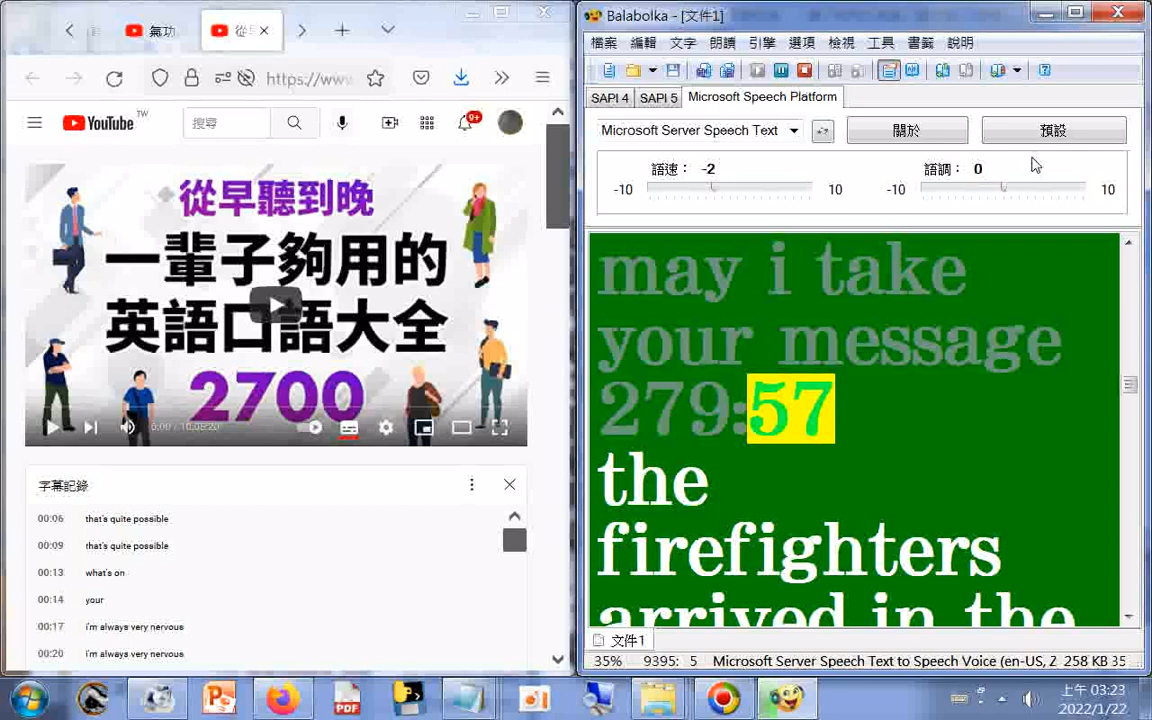 氣功
從
https://www
YouTube TW
搜尋
9+
從早聽到晚
一輩子夠用的
英語口語大全
2700
字幕記錄
00:06 that's quite possible
00:09 that's quite possible
00:13 what's on
00:14 your
00:17 i'm always very nervous
00:20 i'm always very nervous
Balabolka - [文件1]
檔案 編輯 文字 朗讀 引擎 選項 檢視 工具 書籤 說明
SAPI 4 SAPI 5 Microsoft Speech Platform
Microsoft Server Speech Text
關於
預設
語速： -2
-10 10
語調： 0
-10 10
may i take
your message
279:57
the
firefighters
arrived in the
文件1
35% 9395: 5 Microsoft Server Speech Text to Speech Voice (en-US, Z 258 KB 35
PDF
上午 03:23
2022/1/22